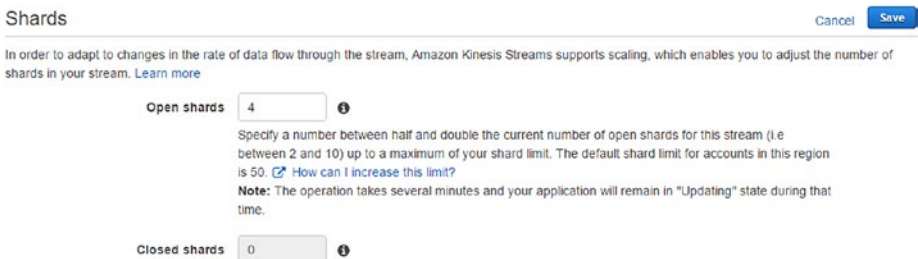 Shards
Cancel Save
In order to adapt to changes in the rate of data flow through the stream, Amazon Kinesis Streams supports scaling, which enables you to adjust the number of
shards in your stream. Learn more
Open shards 4
Specify a number between half and double the current number of open shards for this stream (i.e
between 2 and 10) up to a maximum of your shard limit. The default shard limit for accounts in this region
is 50. How can I increase this limit?
Note: The operation takes several minutes and your application will remain in "Updating" state during that
time.
Closed shards 0